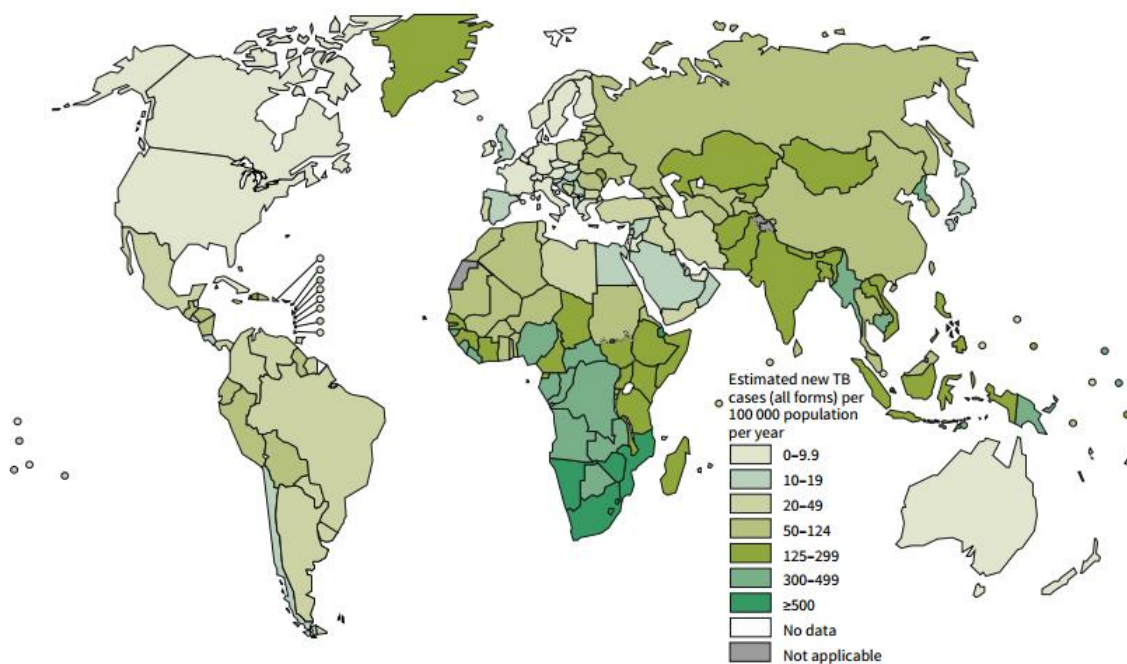 Estimated new TB
cases (all forms) per
100 000 population
per year
0–9.9
10–19
20–49
50–124
125–299
300–499
≥500
No data
Not applicable